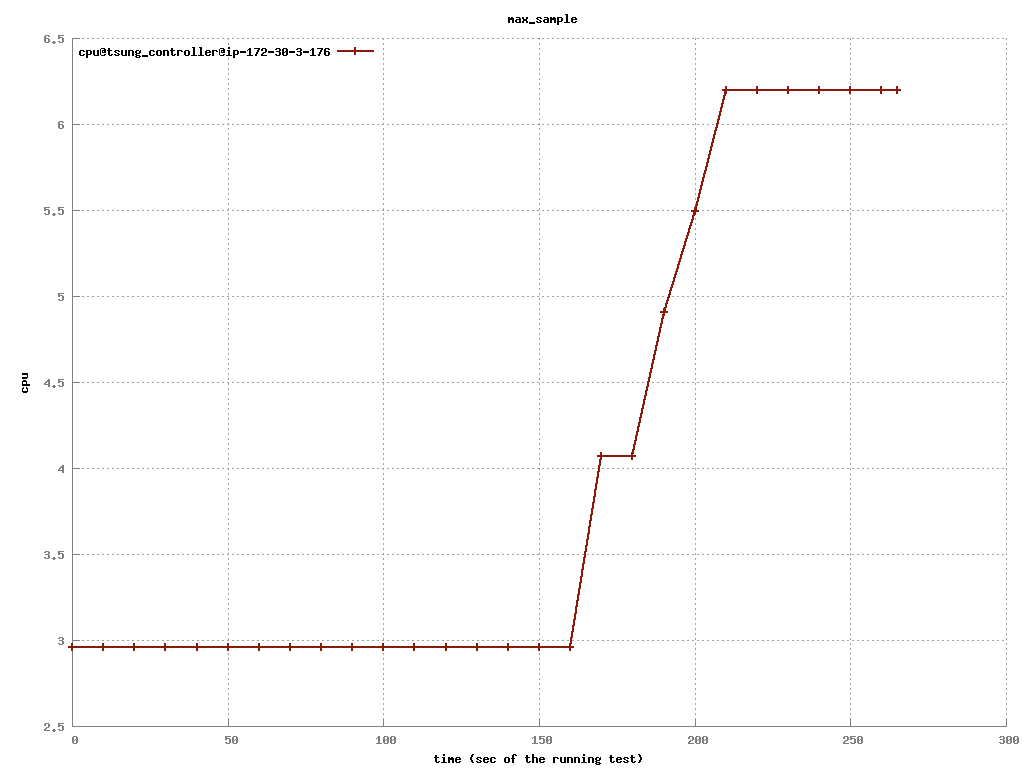 max_sample
cpu@tsung_controller@ip-172-30-3-176
6.5
6
5.5
5
4.5
4
3.5
3
2.5
cpu
0 50 100 150 200 250 300
time (sec of the running test)